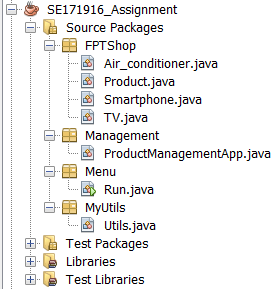 SE171916_Assignment
Source Packages
FPTShop
Air_conditioner.java
Product.java
Smartphone.java
TV.java
Management
ProductManagementApp.java
Menu
Run.java
MyUtils
Utils.java
Test Packages
Libraries
Test Libraries